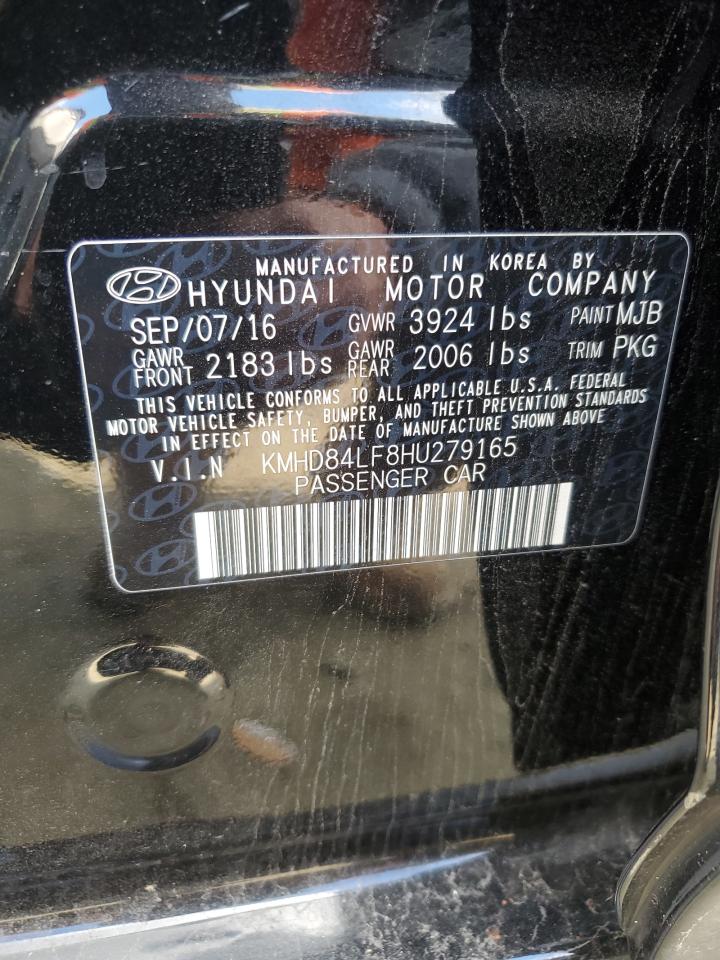 MANUFACTURED IN KOREA BY
HYUNDAI MOTOR COMPANY
SEP/07/16 GVWR 3924 lbs PAINT MJB
GAWR FRONT 2183 lbs GAWR REAR 2006 lbs TRIM PKG
THIS VEHICLE CONFORMS TO ALL APPLICABLE U.S.A. FEDERAL
MOTOR VEHICLE SAFETY, BUMPER, AND THEFT PREVENTION STANDARDS
IN EFFECT ON THE DATE OF MANUFACTURE SHOWN ABOVE
V.I.N KMHD84LF8HU279165
PASSENGER CAR